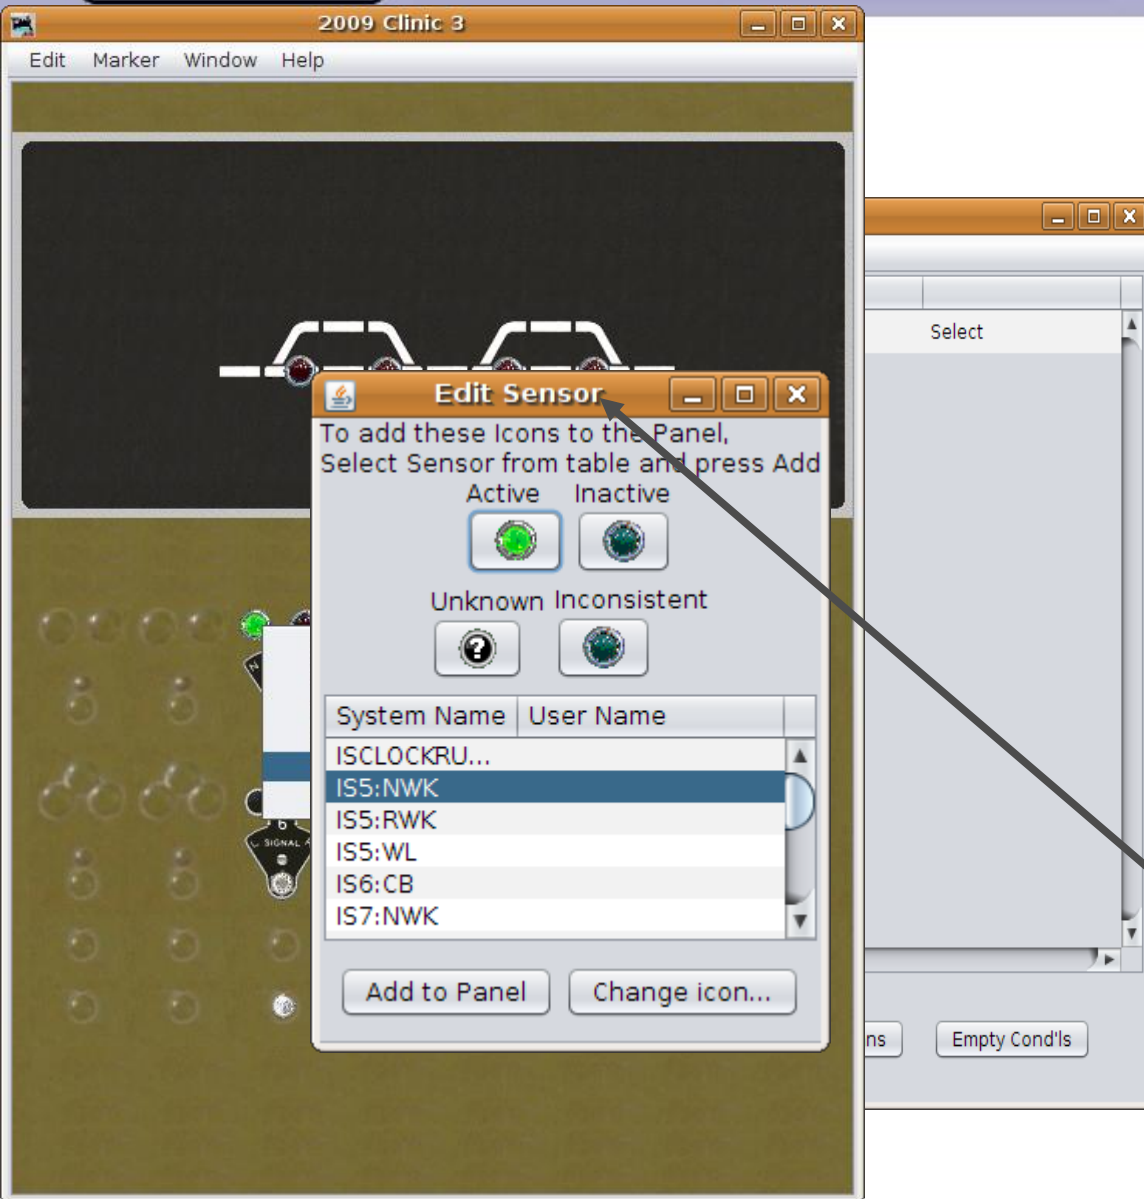 2009 Clinic 3
Edit Marker Window Help
Select
Edit Sensor
To add these Icons to the Panel,
Select Sensor from table and press Add
Active Inactive
Unknown Inconsistent
?
System Name User Name
ISCLOCKRU...
IS5:NWK
IS5:RWK
IS5:WL
IS6:CB
IS7:NWK
Add to Panel Change icon...
N
6
L SIGNAL
ns Empty Cond'ls